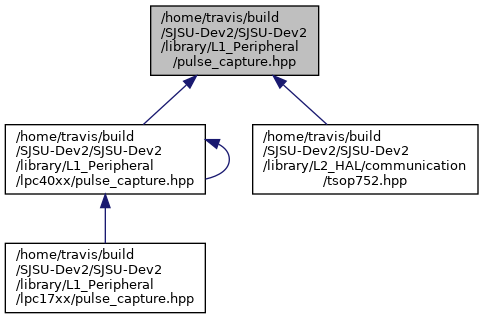 /home/travis/build
/SJSU-Dev2/SJSU-Dev2
/library/L1_Peripheral
/pulse_capture.hpp
/home/travis/build
/SJSU-Dev2/SJSU-Dev2
/library/L1_Peripheral
/lpc40xx/pulse_capture.hpp
/home/travis/build
/SJSU-Dev2/SJSU-Dev2
/library/L2_HAL/communication
/tsop752.hpp
/home/travis/build
/SJSU-Dev2/SJSU-Dev2
/library/L1_Peripheral
/lpc17xx/pulse_capture.hpp